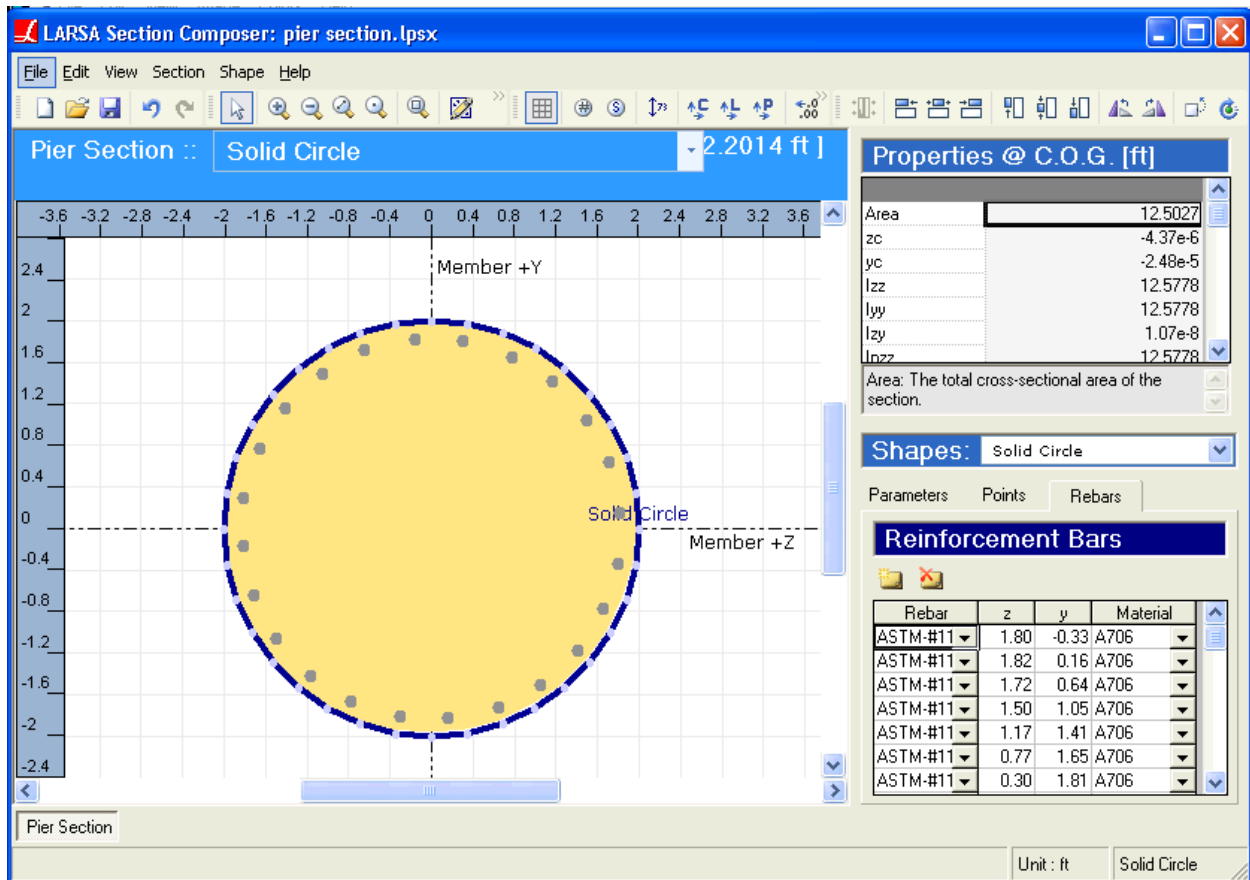 LARSA Section Composer: pier section.lpsx
File Edit View Section Shape Help
Pier Section :: Solid Circle 2.2014 ft ]
-3.6 -3.2 -2.8 -2.4 -2 -1.6 -1.2 -0.8 -0.4 0 0.4 0.8 1.2 1.6 2 2.4 2.8 3.2 3.6
2.4
2
1.6
1.2
0.8
0.4
0
-0.4
-0.8
-1.2
-1.6
-2
-2.4
Member +Y
Solid Circle
Member +Z
Properties @ C.O.G. [ft]
Area 12.5027
zc -4.37e-6
yc -2.48e-5
Izz 12.5778
Iyy 12.5778
Izy 1.07e-8
Inzz 12.5778
Area: The total cross-sectional area of the
section.
Shapes: Solid Circle
Parameters Points Rebars
Reinforcement Bars
Rebar z y Material
ASTM-#11 1.80 -0.33 A706
ASTM-#11 1.82 0.16 A706
ASTM-#11 1.72 0.64 A706
ASTM-#11 1.50 1.05 A706
ASTM-#11 1.17 1.41 A706
ASTM-#11 0.77 1.65 A706
ASTM-#11 0.30 1.81 A706
Pier Section
Unit : ft Solid Circle